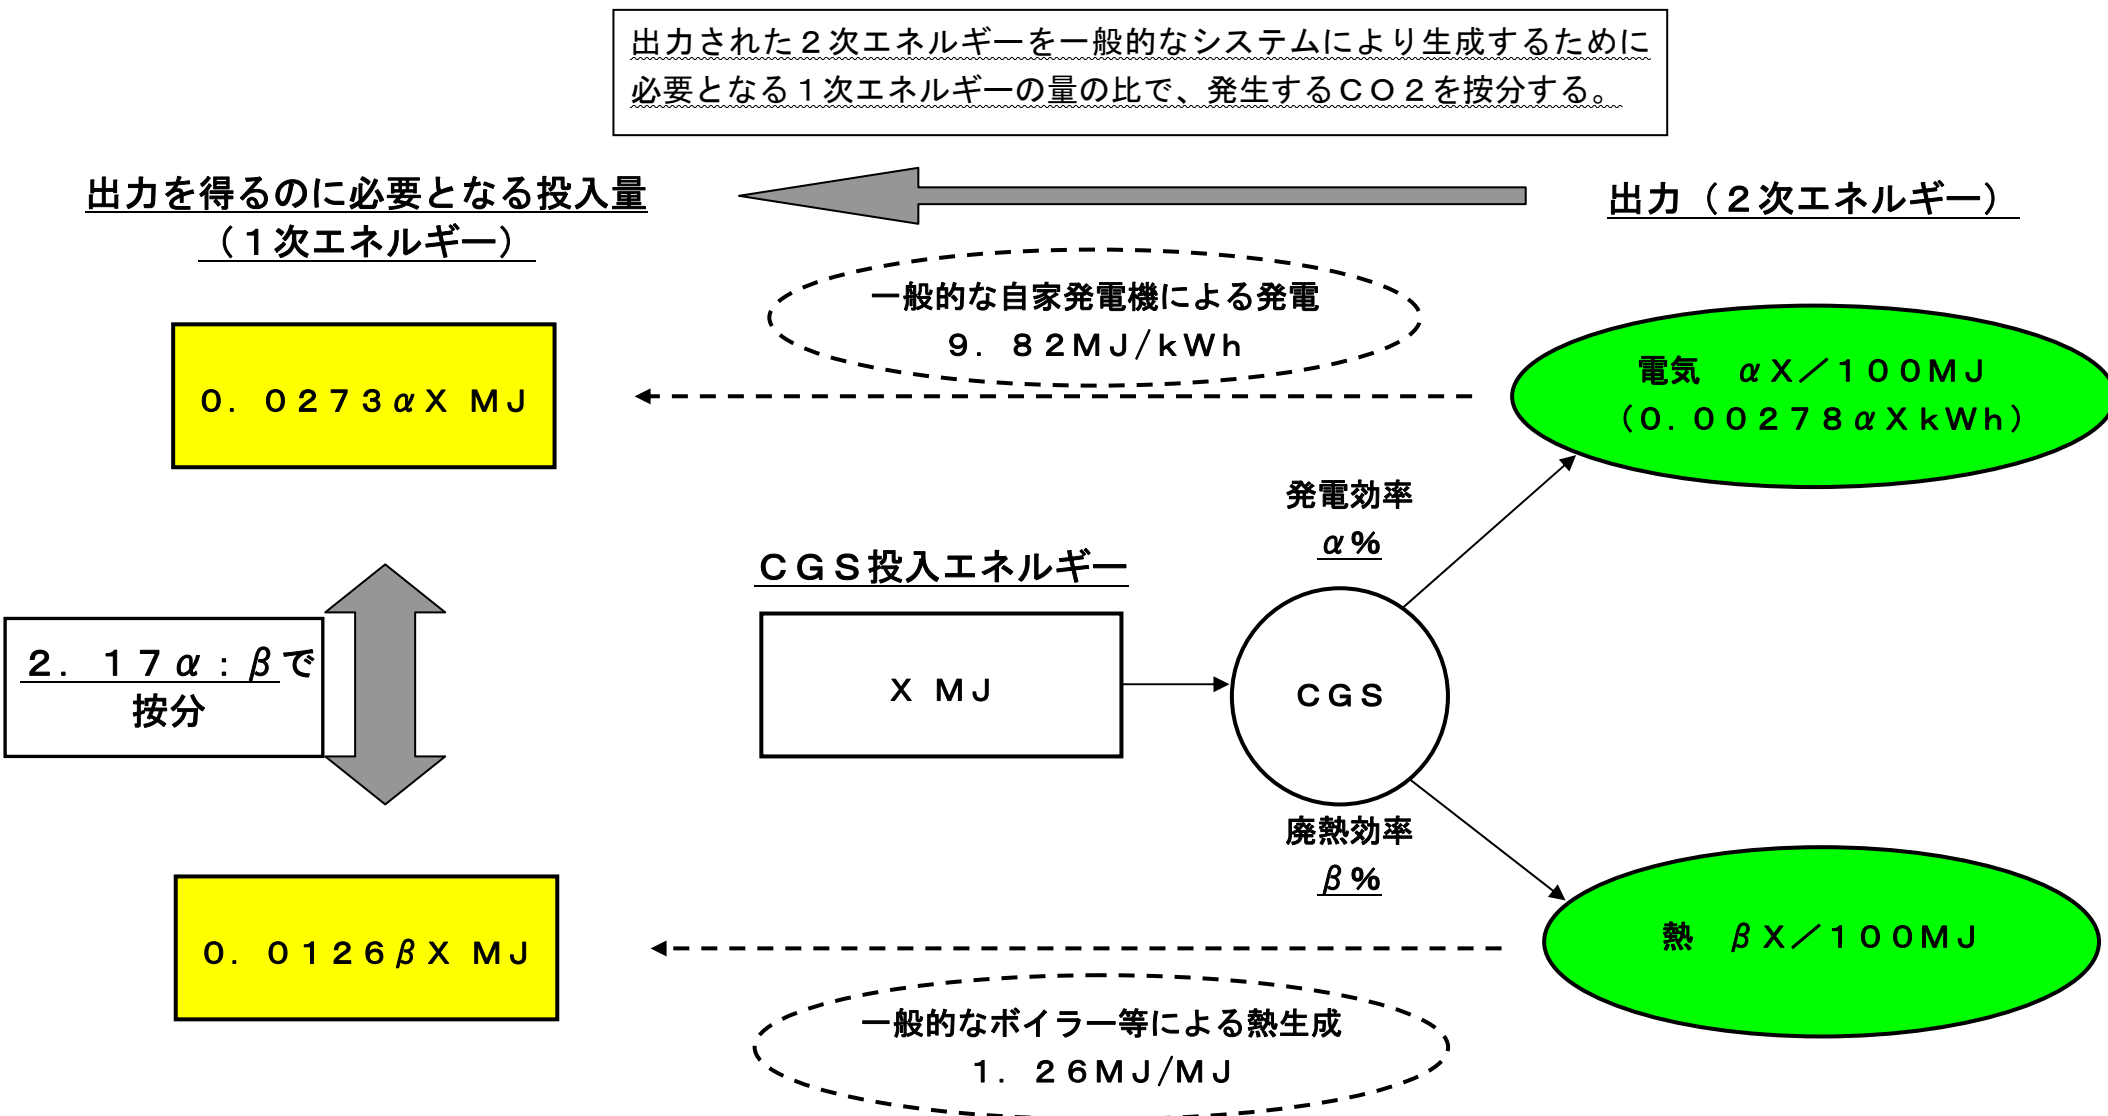 出力された２次エネルギーを一般的なシステムにより生成するために
必要となる１次エネルギーの量の比で、発生するＣＯ２を按分する。
出力を得るのに必要となる投入量
（１次エネルギー）
出力（２次エネルギー）
一般的な自家発電機による発電
９．８２ＭＪ/ｋＷｈ
０．０２７３αＸ ＭＪ
電気　αＸ／１００ＭＪ
（０．００２７８αＸｋＷｈ）
発電効率
α％
ＣＧＳ投入エネルギー
２．１７α：βで
按分
Ｘ ＭＪ
ＣＧＳ
廃熱効率
β％
０．０１２６βＸ ＭＪ
熱　βＸ／１００ＭＪ
一般的なボイラー等による熱生成
１．２６ＭＪ/ＭＪ